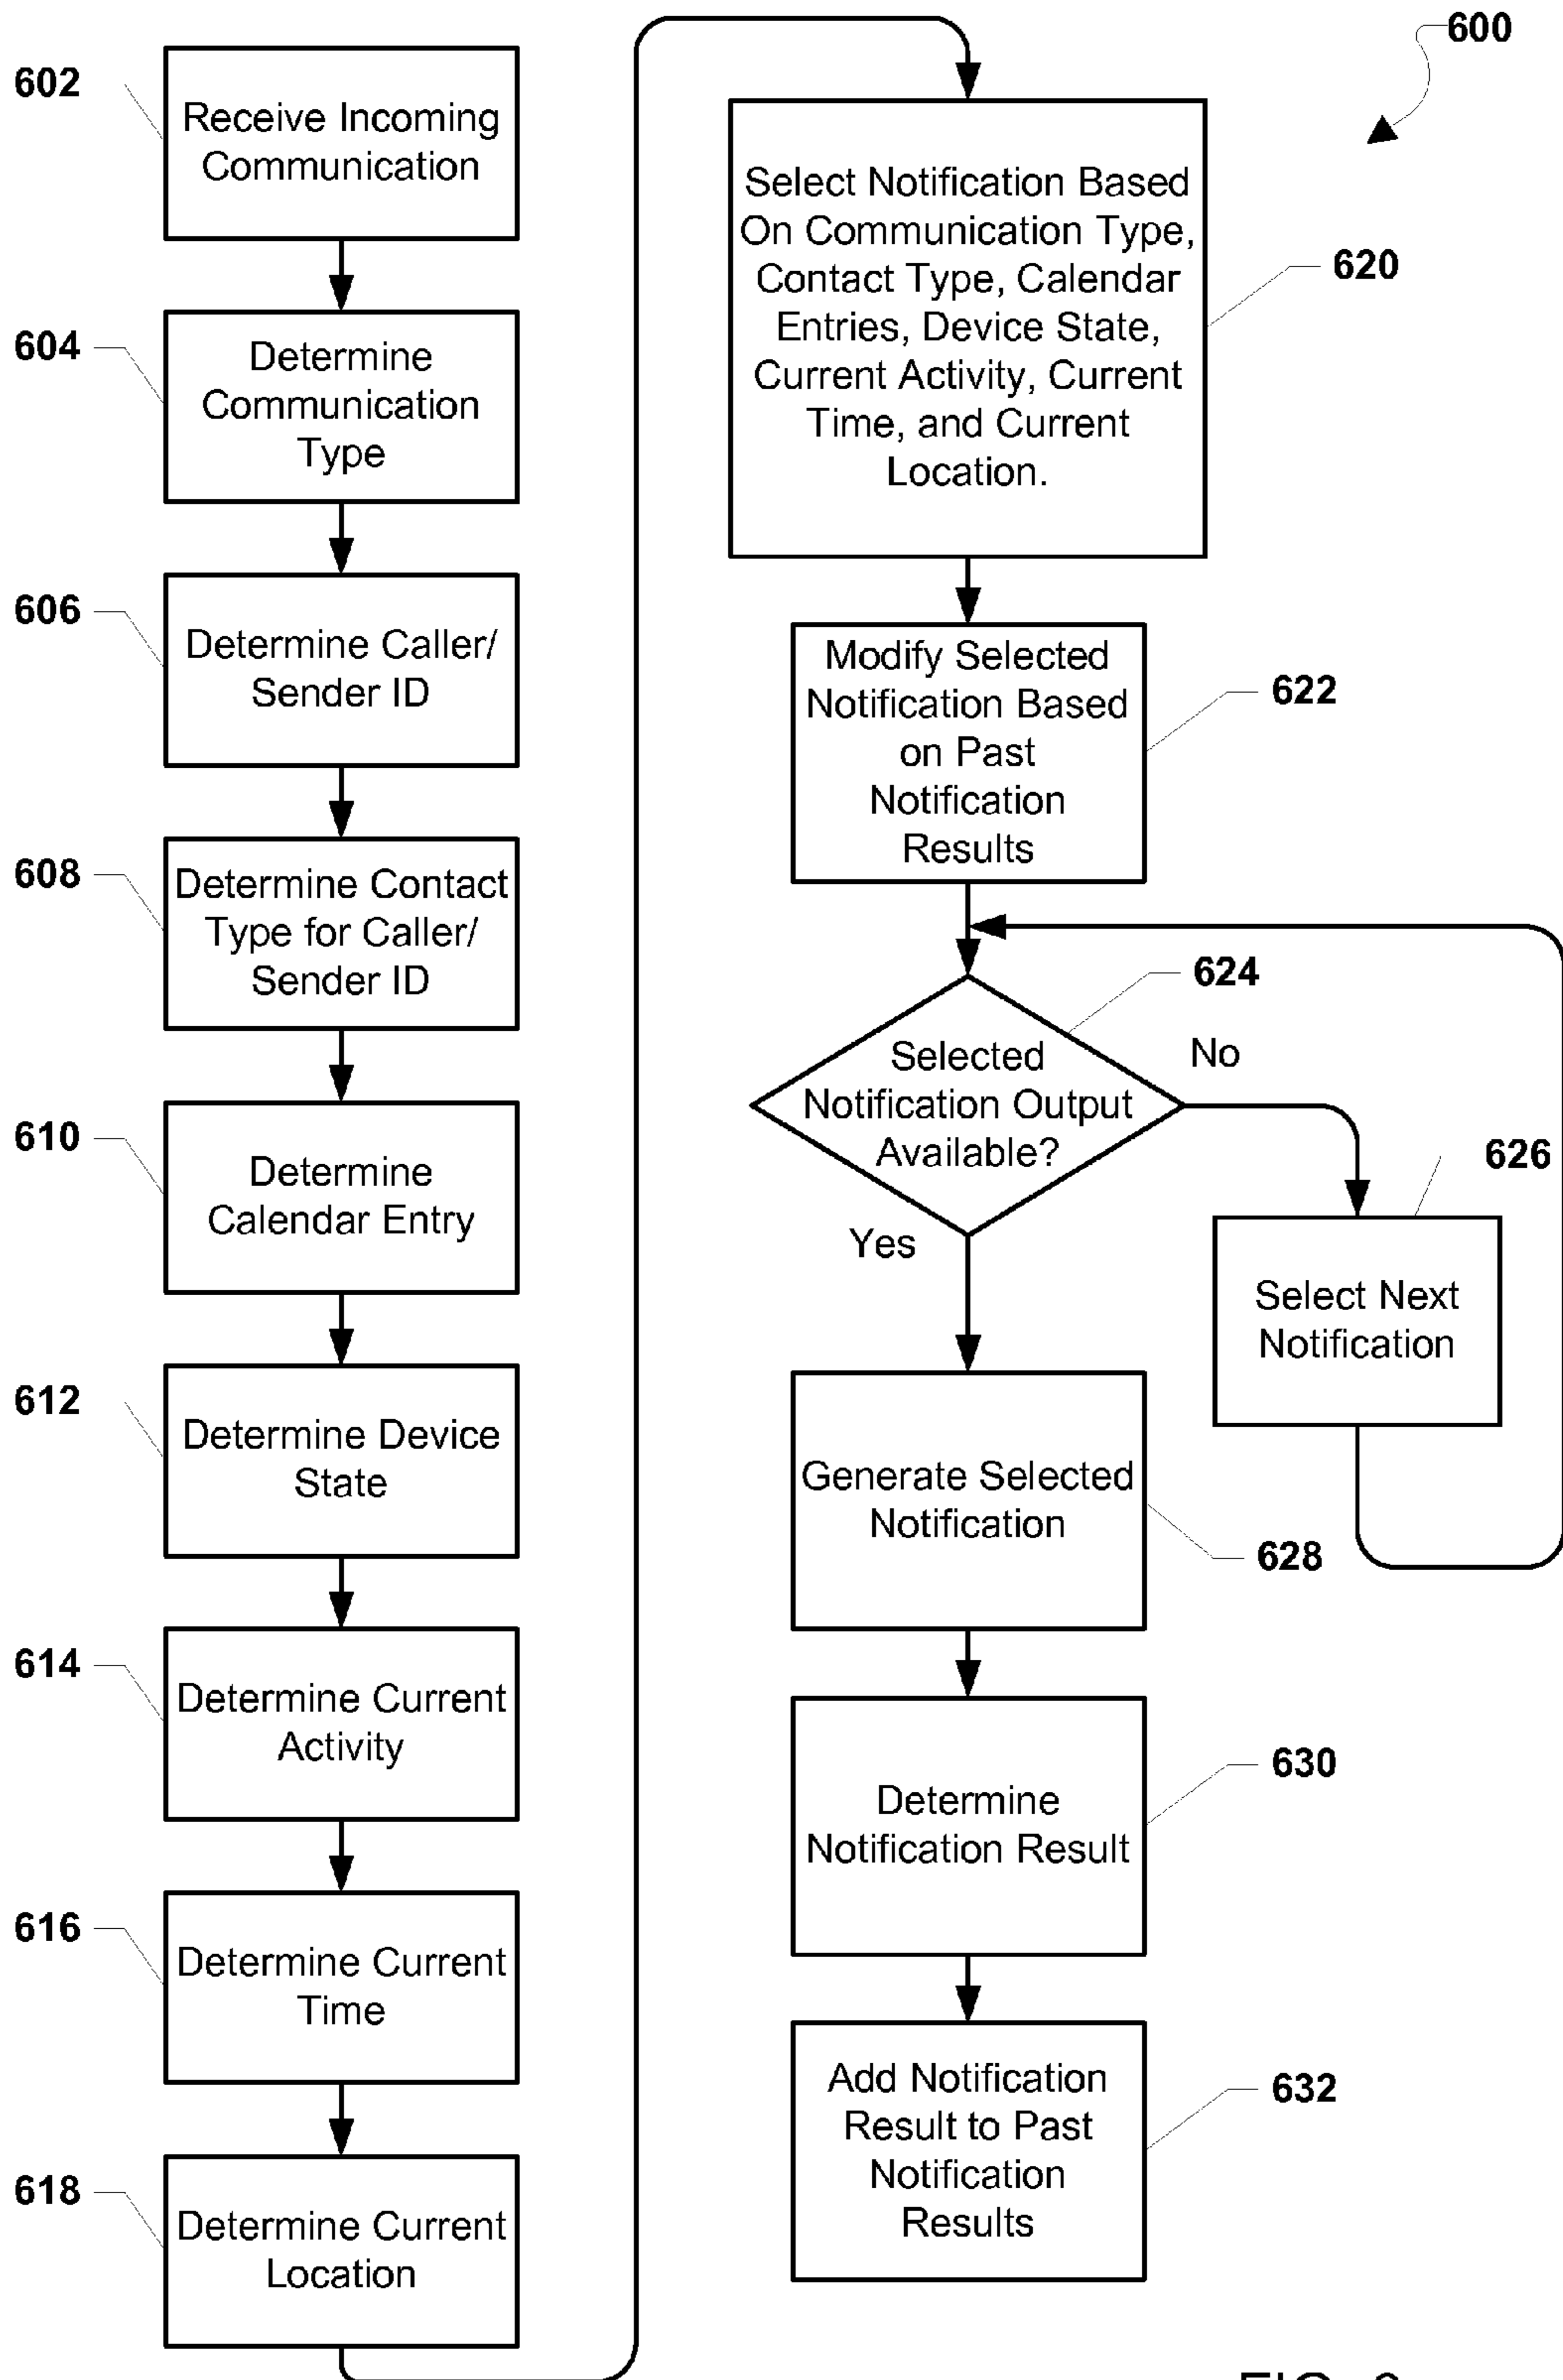 602
Receive Incoming
Communication
604
Determine
Communication
Type
606
Determine Caller/
Sender ID
608
Determine Contact
Type for Caller/
Sender ID
610
Determine
Calendar Entry
612
Determine Device
State
614
Determine Current
Activity
616
Determine Current
Time
618
Determine Current
Location
600
Select Notification Based
On Communication Type,
Contact Type, Calendar
Entries, Device State,
Current Activity, Current
Time, and Current
Location.
620
Modify Selected
Notification Based
on Past
Notification
Results
622
624
Selected
Notification Output
Available?
No
Yes
626
Select Next
Notification
Generate Selected
Notification
628
630
Determine
Notification Result
632
Add Notification
Result to Past
Notification
Results